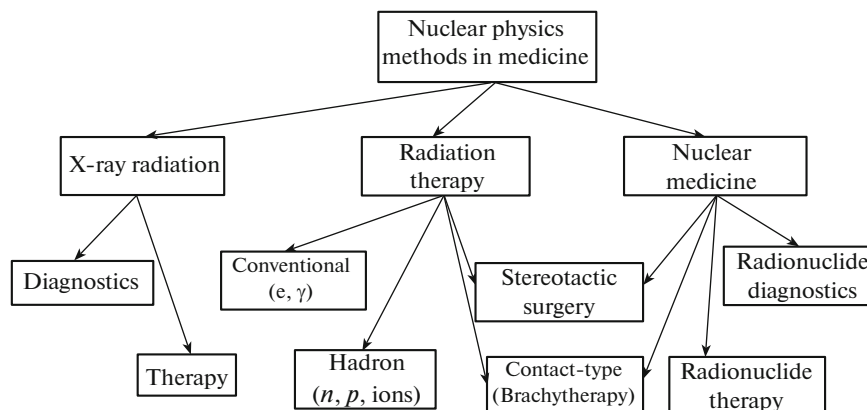 Nuclear physics
methods in medicine
X-ray radiation
Radiation
therapy
Nuclear
medicine
Diagnostics
Conventional
(e, γ)
Stereotactic
surgery
Radionuclide
diagnostics
Therapy
Hadron
(n, p, ions)
Contact-type
(Brachytherapy)
Radionuclide
therapy